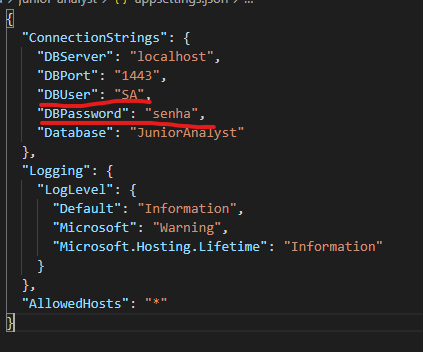 junior-analyst > {} appsettings.json > ...
{
"ConnectionStrings": {
"DBServer": "localhost",
"DBPort": "1443",
"DBUser": "SA",
"DBPassword": "senha",
"Database": "JuniorAnalyst"
},
"Logging": {
"LogLevel": {
"Default": "Information",
"Microsoft": "Warning",
"Microsoft.Hosting.Lifetime": "Information"
}
},
"AllowedHosts": "*"
}